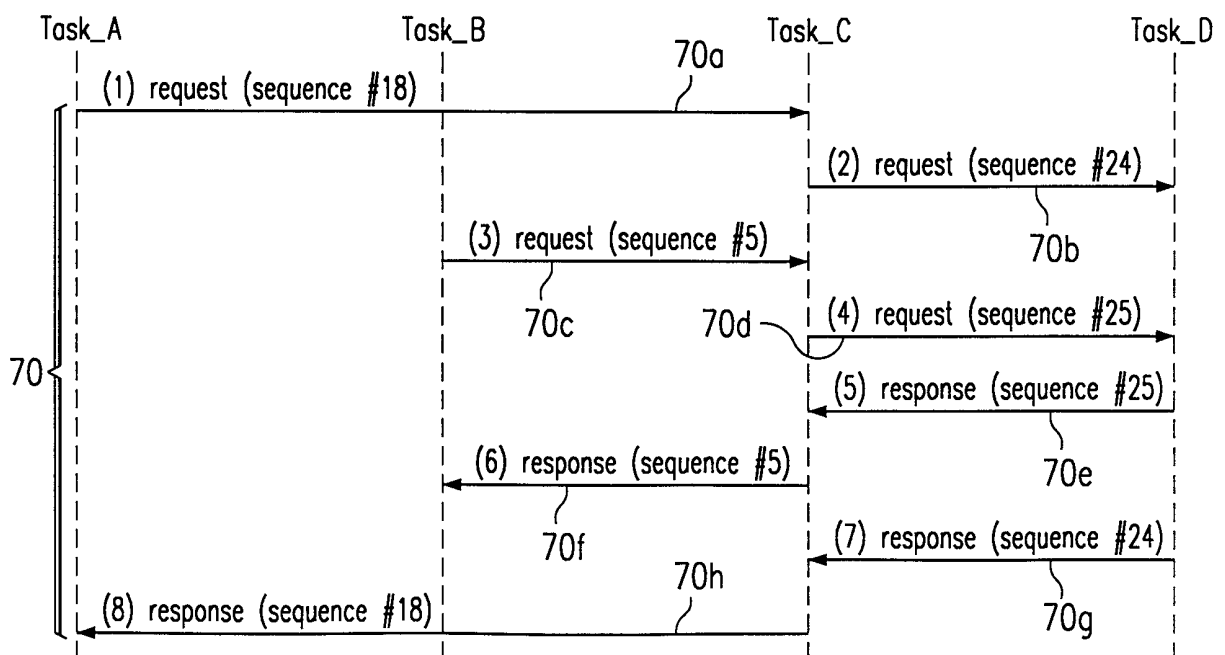 Task_A Task_B Task_C Task_D
(1) request (sequence #18) 70a
(2) request (sequence #24)
70b
(3) request (sequence #5)
70c
70d (4) request (sequence #25)
70
(5) response (sequence #25)
70e
(6) response (sequence #5)
70f
(7) response (sequence #24)
70g
70h
(8) response (sequence #18)